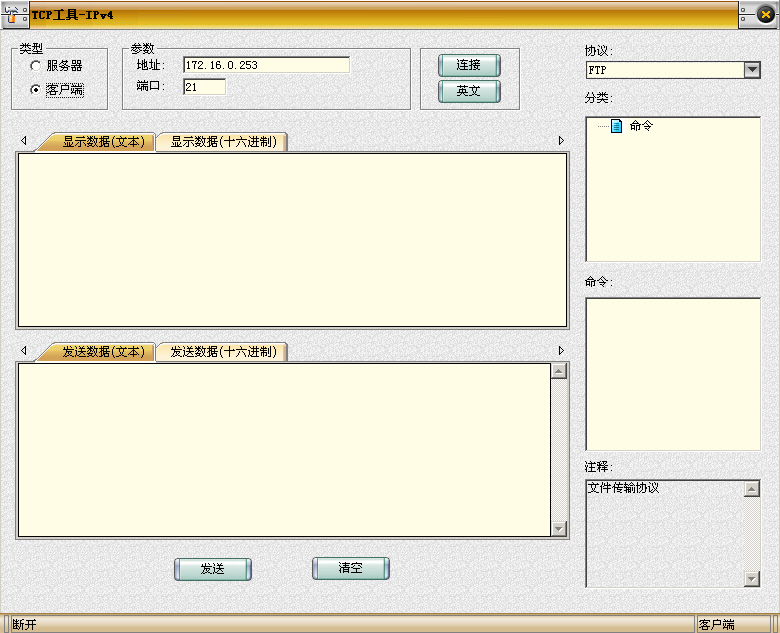 TCP工具-IPv4
类型
服务器
客户端
参数
地址: 172.16.0.253
端口: 21
连接
英文
协议:
FTP
分类:
命令
显示数据(文本) 显示数据(十六进制)
命令:
发送数据(文本) 发送数据(十六进制)
注释:
文件传输协议
发送 清空
断开 客户端